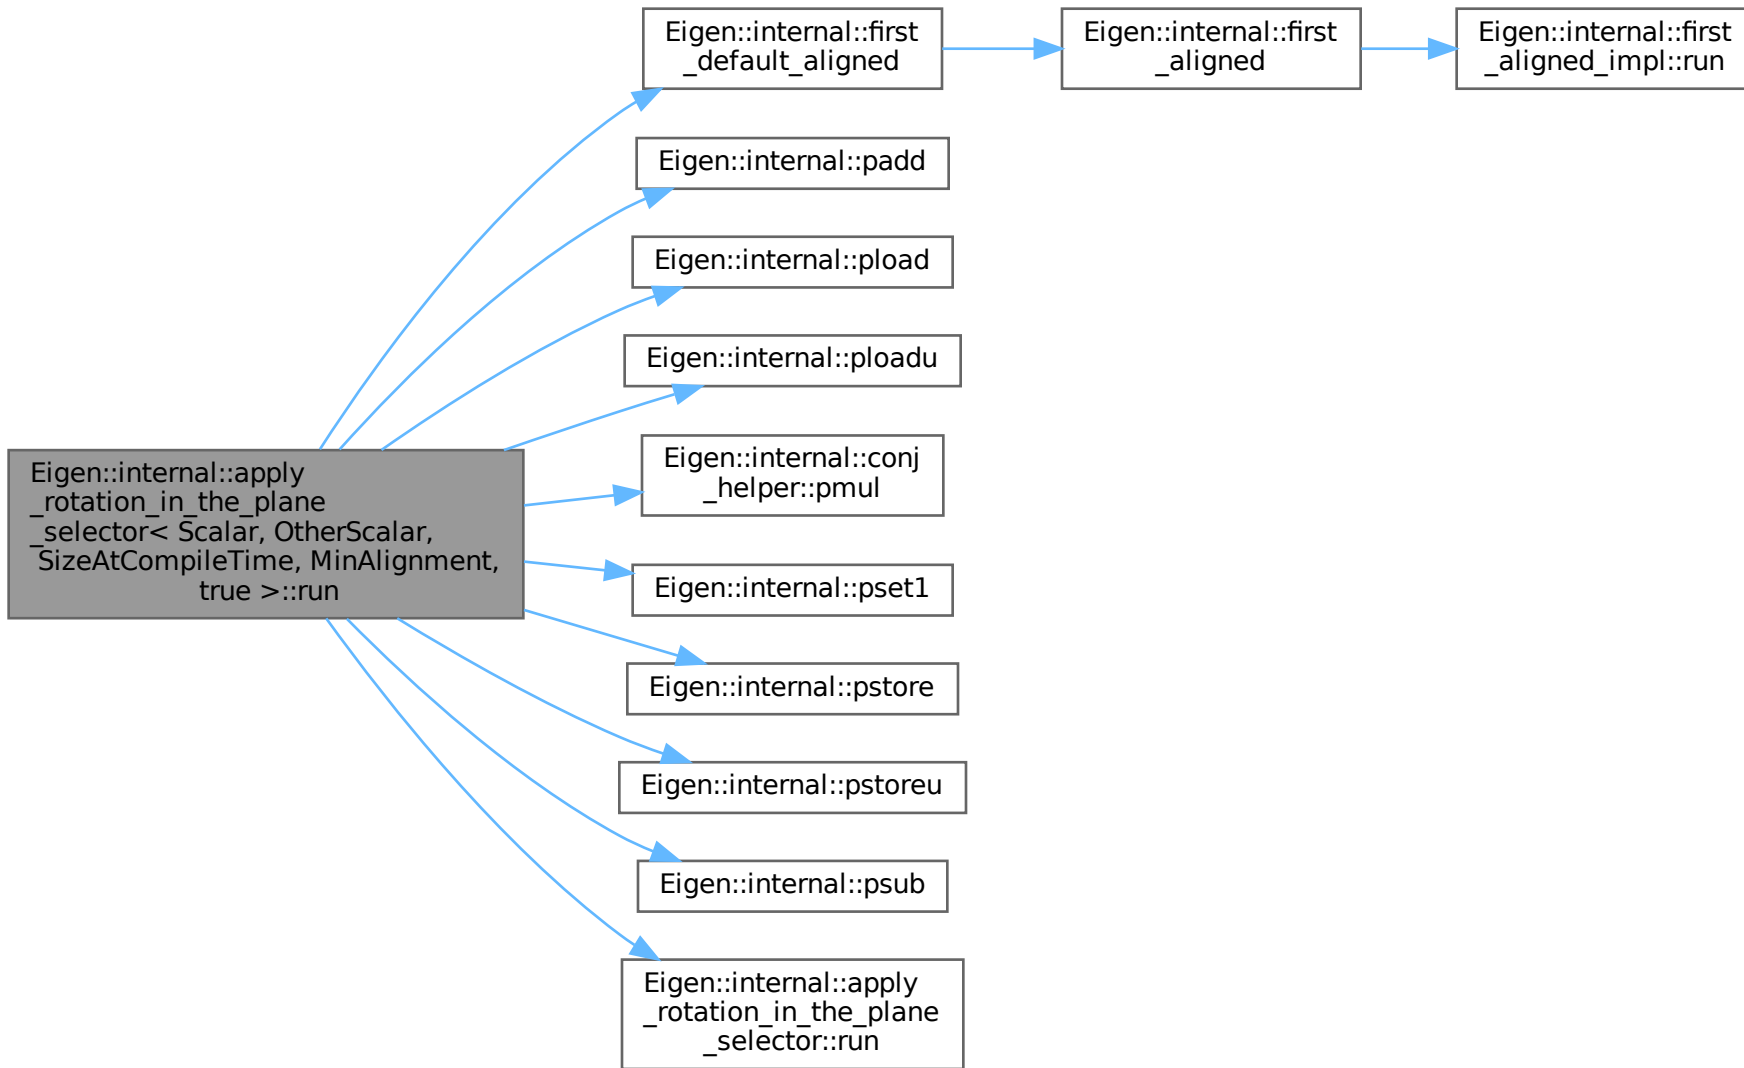 Eigen::internal::first
_default_aligned
Eigen::internal::first
_aligned
Eigen::internal::first
_aligned_impl::run
Eigen::internal::padd
Eigen::internal::pload
Eigen::internal::ploadu
Eigen::internal::apply
_rotation_in_the_plane
_selector< Scalar, OtherScalar,
SizeAtCompileTime, MinAlignment,
true >::run
Eigen::internal::conj
_helper::pmul
Eigen::internal::pset1
Eigen::internal::pstore
Eigen::internal::pstoreu
Eigen::internal::psub
Eigen::internal::apply
_rotation_in_the_plane
_selector::run